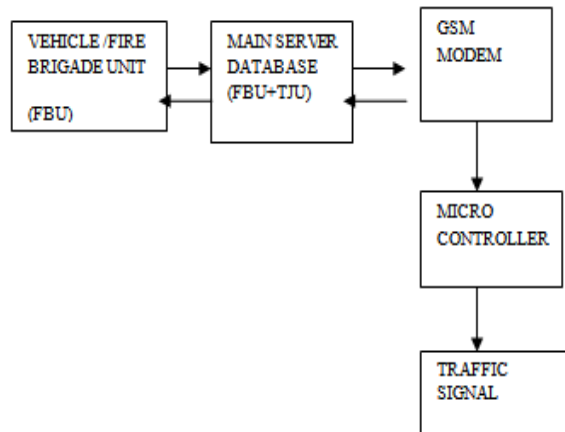 VEHICLE /FIRE
BRIGADE UNIT
(FBU)
MAIN SERVER
DATABASE
(FBU+TJU)
GSM
MODEM
MICRO
CONTROLLER
TRAFFIC
SIGNAL